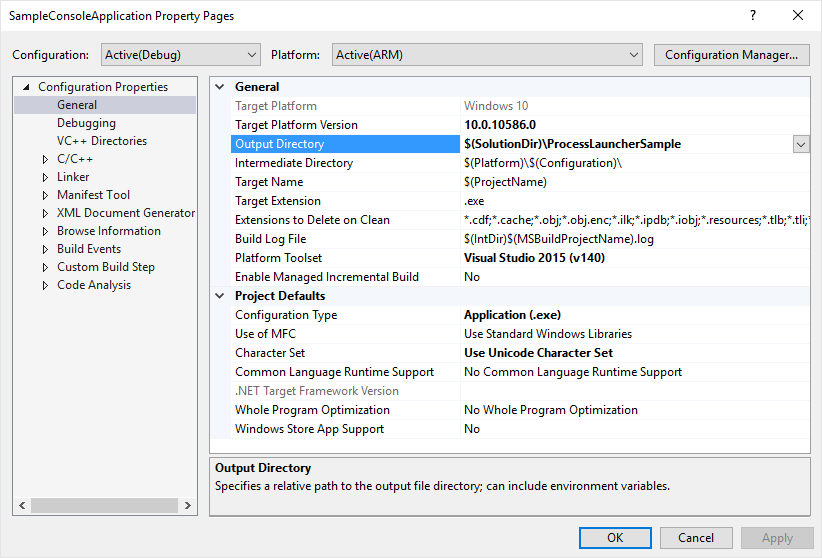 SampleConsoleApplication Property Pages
Configuration: Active(Debug) Platform: Active(ARM) Configuration Manager...
Configuration Properties
General
Debugging
VC++ Directories
C/C++
Linker
Manifest Tool
XML Document Generator
Browse Information
Build Events
Custom Build Step
Code Analysis
General
Target Platform Windows 10
Target Platform Version 10.0.10586.0
Output Directory $(SolutionDir)\ProcessLauncherSample
Intermediate Directory $(Platform)\$(Configuration)\
Target Name $(ProjectName)
Target Extension .exe
Extensions to Delete on Clean *.cdf;*.cache;*.obj;*.obj.enc;*.ilk;*.ipdb;*.iobj;*.resources;*.tlb;*.tli;*
Build Log File $(IntDir)$(MSBuildProjectName).log
Platform Toolset Visual Studio 2015 (v140)
Enable Managed Incremental Build No
Project Defaults
Configuration Type Application (.exe)
Use of MFC Use Standard Windows Libraries
Character Set Use Unicode Character Set
Common Language Runtime Support No Common Language Runtime Support
.NET Target Framework Version
Whole Program Optimization No Whole Program Optimization
Windows Store App Support No
Output Directory
Specifies a relative path to the output file directory; can include environment variables.
OK Cancel Apply